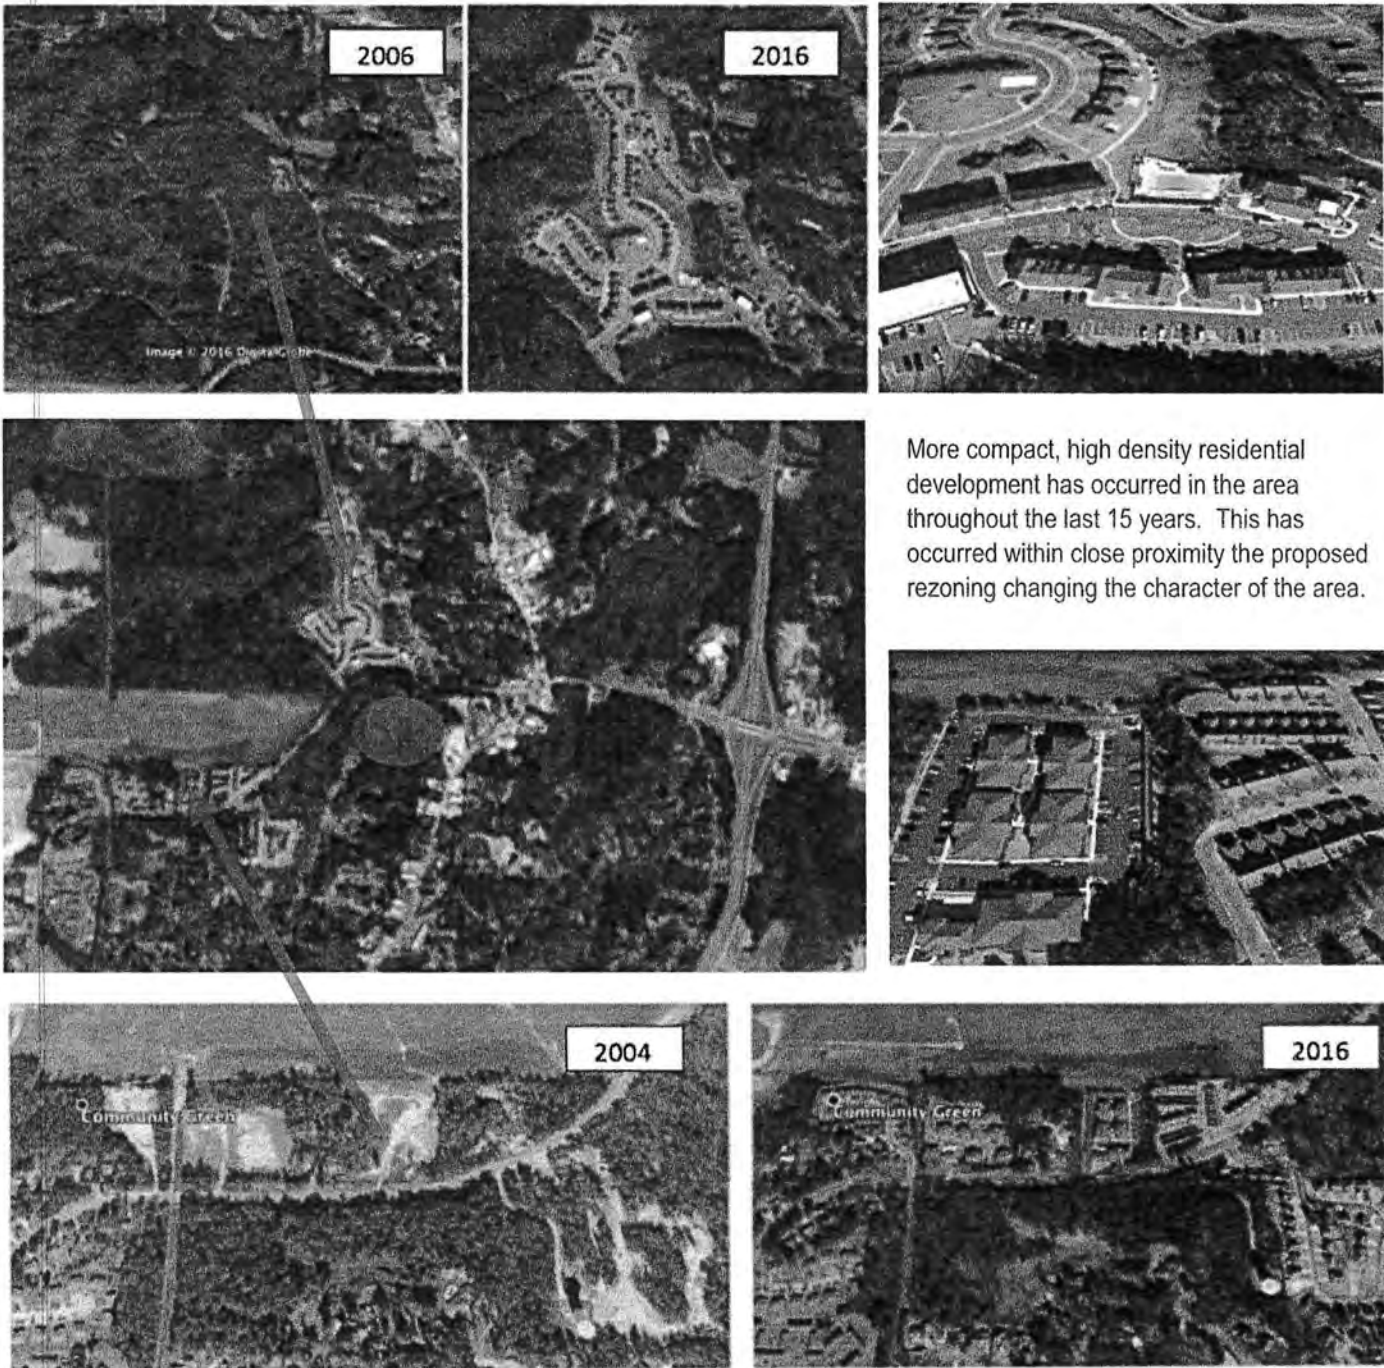 2006
2016
Image © 2016 DigitalGlobe
More compact, high density residential
development has occurred in the area
throughout the last 15 years. This has
occurred within close proximity the proposed
rezoning changing the character of the area.
2004
Community Green
2016
Community Green